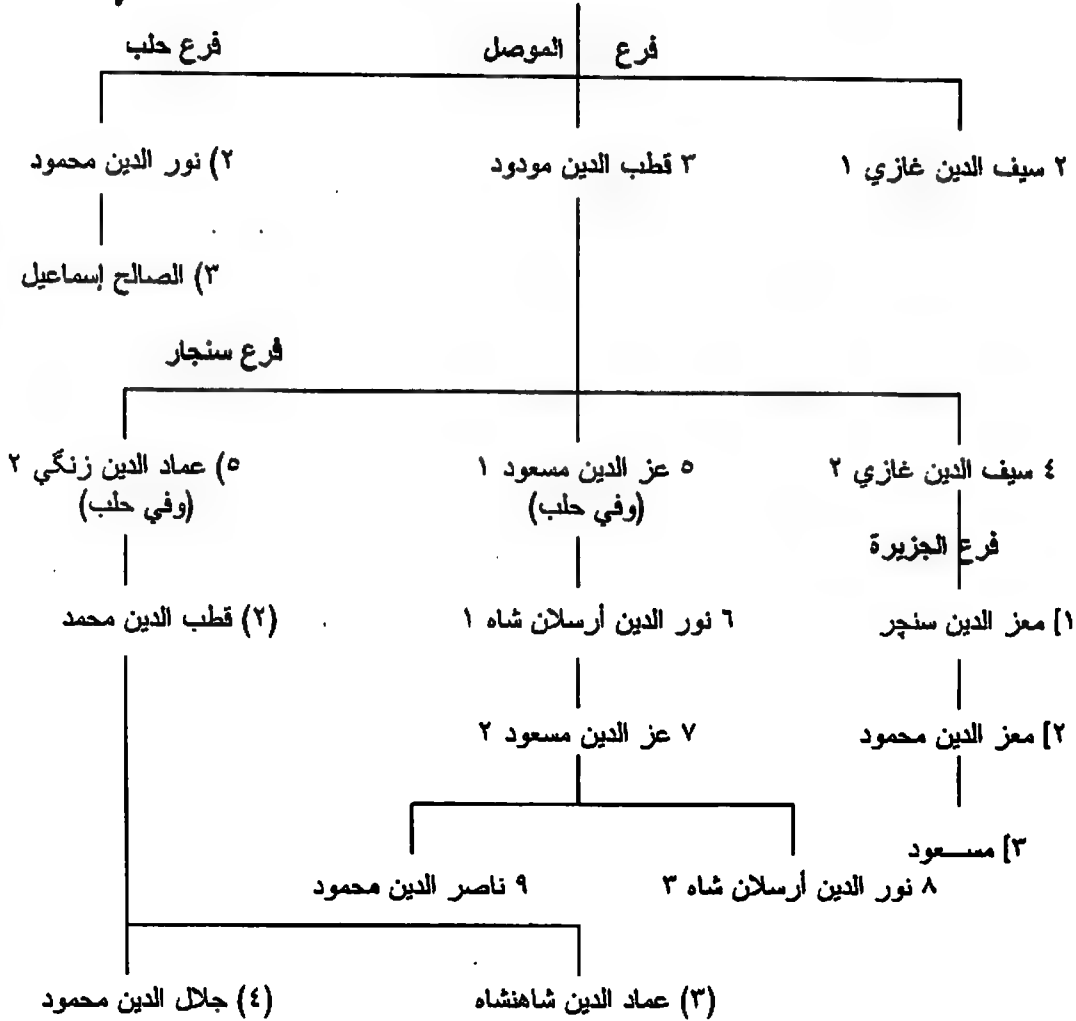 فرع الموصل
فرع حلب
٢ سيف الدين غازي ١
٣ قطب الدين مودود
٢) نور الدين محمود
٣) الصالح إسماعيل
فرع سنجار
٤ سيف الدين غازي ٢
٥ عز الدين مسعود ١
(وفي حلب)
٥) عماد الدين زنگي ٢
(وفي حلب)
فرع الجزيرة
١] معز الدين سنجر
٦ نور الدين أرسلان شاه ١
(٢) قطب الدين محمد
٢] معز الدين محمود
٧ عز الدين مسعود ٢
٣] مسعود
٨ نور الدين أرسلان شاه ٣
٩ ناصر الدين محمود
(٣) عماد الدين شاهنشاه
(٤) جلال الدين محمود